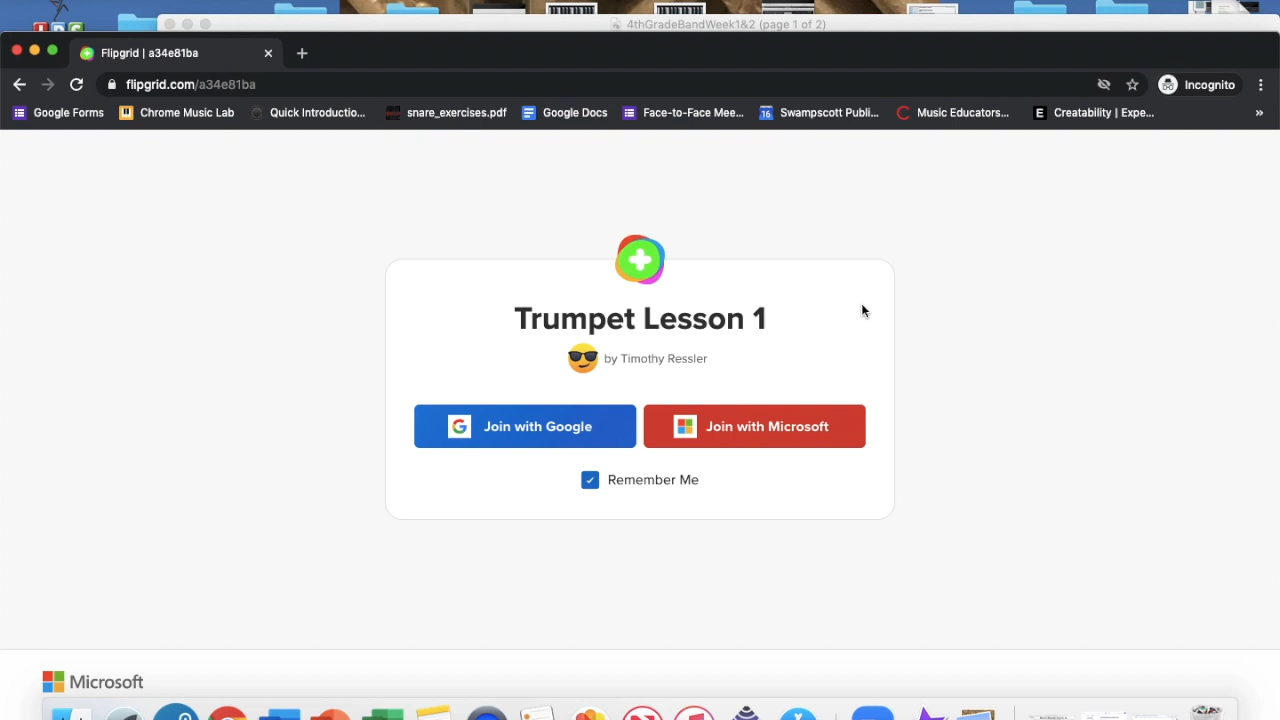 4thGradeBandWeek1&2 (page 1 of 2)
Flipgrid | a34e81ba
flipgrid.com/a34e81ba
Incognito
Google Forms
Chrome Music Lab
Quick Introductio...
snare_exercises.pdf
Google Docs
Face-to-Face Mee...
16
Swampscott Publi...
Music Educators...
E
Creatability | Expe...
»
Trumpet Lesson 1
by Timothy Ressler
Join with Google
Join with Microsoft
Remember Me
Microsoft